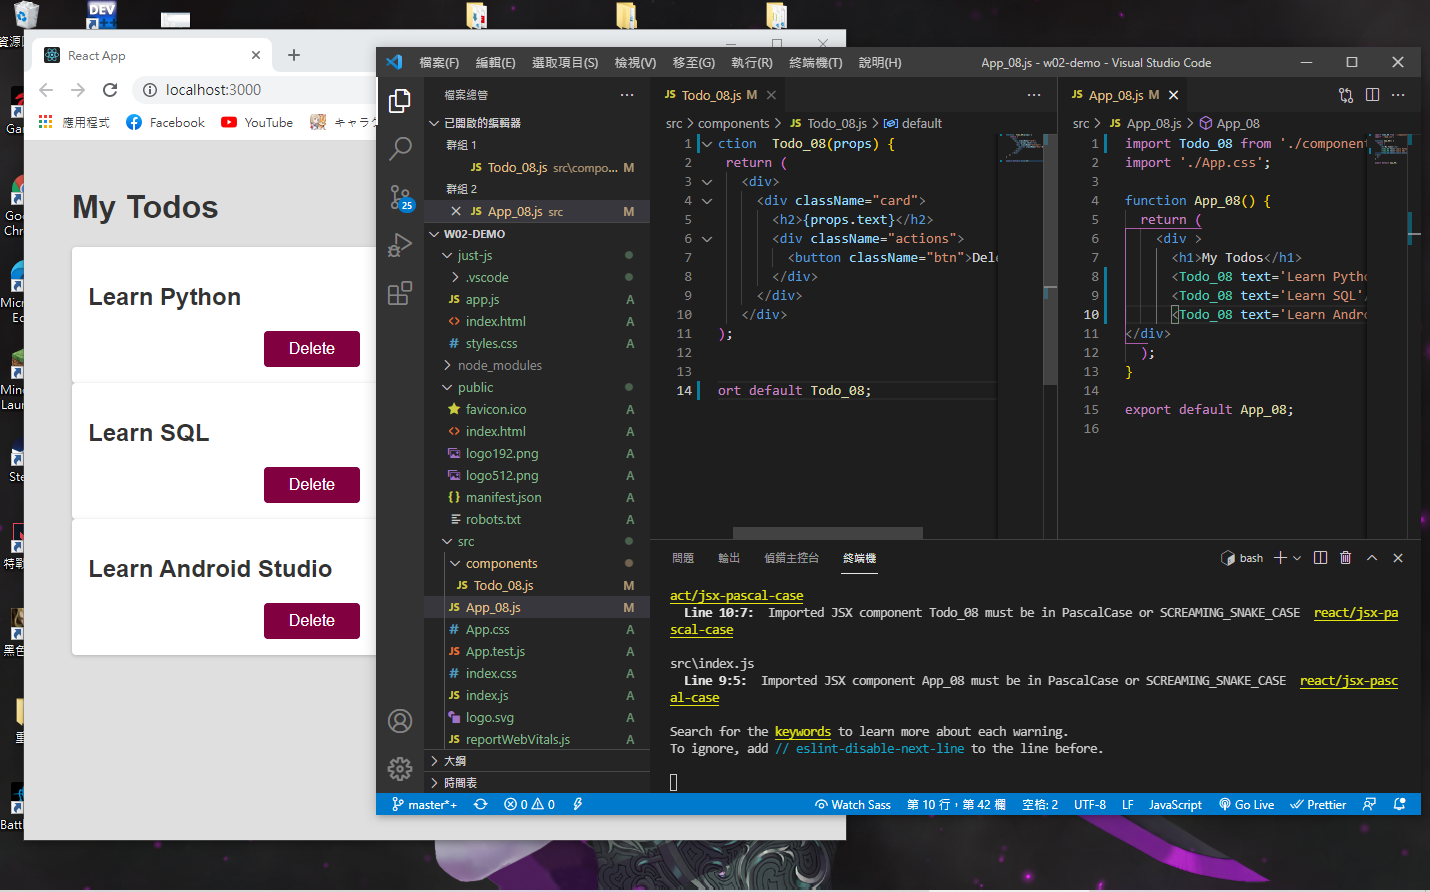 DEV
React App
localhost:3000
應用程式
Facebook
YouTube
My Todos
Learn Python
Delete
Learn SQL
Delete
Learn Android Studio
Delete
檔案(F)
編輯(E)
選取項目(S)
檢視(V)
移至(G)
執行(R)
終端機(T)
說明(H)
App_08.js - w02-demo - Visual Studio Code
25
檔案總管
已開啟的編輯器
群組 1
JS Todo_08.js src\compo... M
群組 2
JS App_08.js src M
W02-DEMO
just-js
.vscode
JS app.js A
index.html A
# styles.css A
node_modules
public
favicon.ico A
index.html A
logo192.png A
logo512.png A
{} manifest.json A
robots.txt A
src
components
JS Todo_08.js M
JS App_08.js M
# App.css A
JS App.test.js A
# index.css A
JS index.js A
logo.svg A
JS reportWebVitals.js A
大綱
時間表
JS Todo_08.js M
src > components > JS Todo_08.js > default
1 ction  Todo_08(props) {
2 return (
3 <div>
4 <div className="card">
5 <h2>{props.text}</h2>
6 <div className="actions">
7 <button className="btn">Dele
8 </div>
9 </div>
10 </div>
11 );
12
13
14 ort default Todo_08;
JS App_08.js M
src > JS App_08.js > App_08
1 import Todo_08 from './componen
2 import './App.css';
3
4 function App_08() {
5 return (
6 <div >
7 <h1>My Todos</h1>
8 <Todo_08 text='Learn Pytho
9 <Todo_08 text='Learn SQL'
10 <Todo_08 text='Learn Andro
11 </div>
12 );
13 }
14
15 export default App_08;
16
問題
輸出
偵錯主控台
終端機
bash
act/jsx-pascal-case
Line 10:7:  Imported JSX component Todo_08 must be in PascalCase or SCREAMING_SNAKE_CASE  react/jsx-pa
scal-case
src\index.js
Line 9:5:  Imported JSX component App_08 must be in PascalCase or SCREAMING_SNAKE_CASE  react/jsx-pasc
al-case
Search for the keywords to learn more about each warning.
To ignore, add // eslint-disable-next-line to the line before.
master*+
0
0
Watch Sass
第 10 行，第 42 欄
空格: 2
UTF-8
LF
JavaScript
Go Live
Prettier